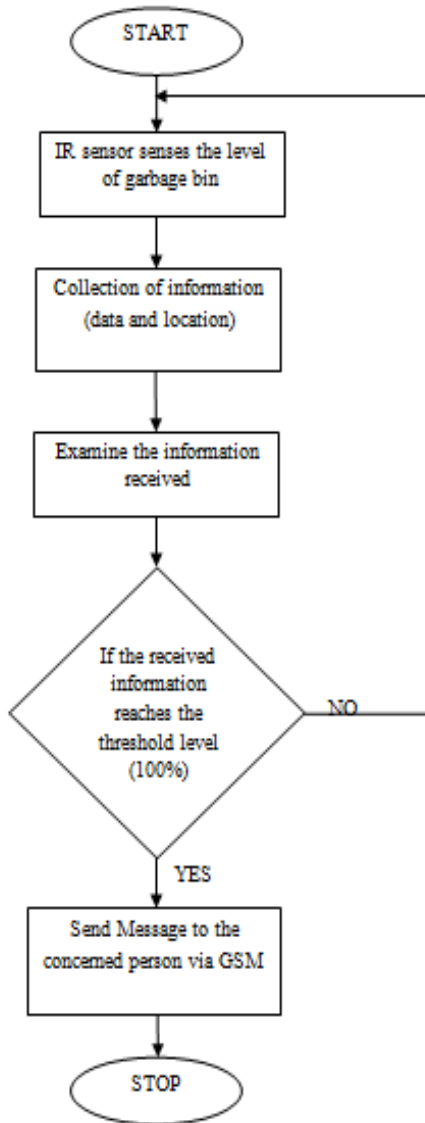 START
IR sensor senses the level
of garbage bin
Collection of information
(data and location)
Examine the information
received
If the received
information
reaches the
threshold level
(100%)
NO
YES
Send Message to the
concerned person via GSM
STOP